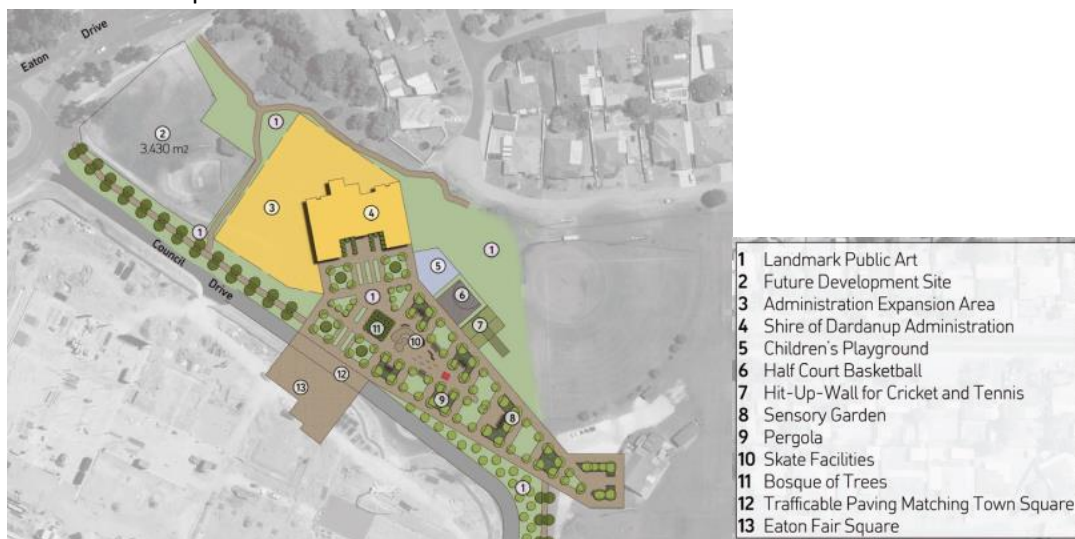 Eaton Drive
1
2
3,430 m2
3
4
1
1
5
1
6
7
Council Drive
11
10
12
13
9
8
1
1 Landmark Public Art
2 Future Development Site
3 Administration Expansion Area
4 Shire of Dardanup Administration
5 Children's Playground
6 Half Court Basketball
7 Hit-Up-Wall for Cricket and Tennis
8 Sensory Garden
9 Pergola
10 Skate Facilities
11 Bosque of Trees
12 Trafficable Paving Matching Town Square
13 Eaton Fair Square